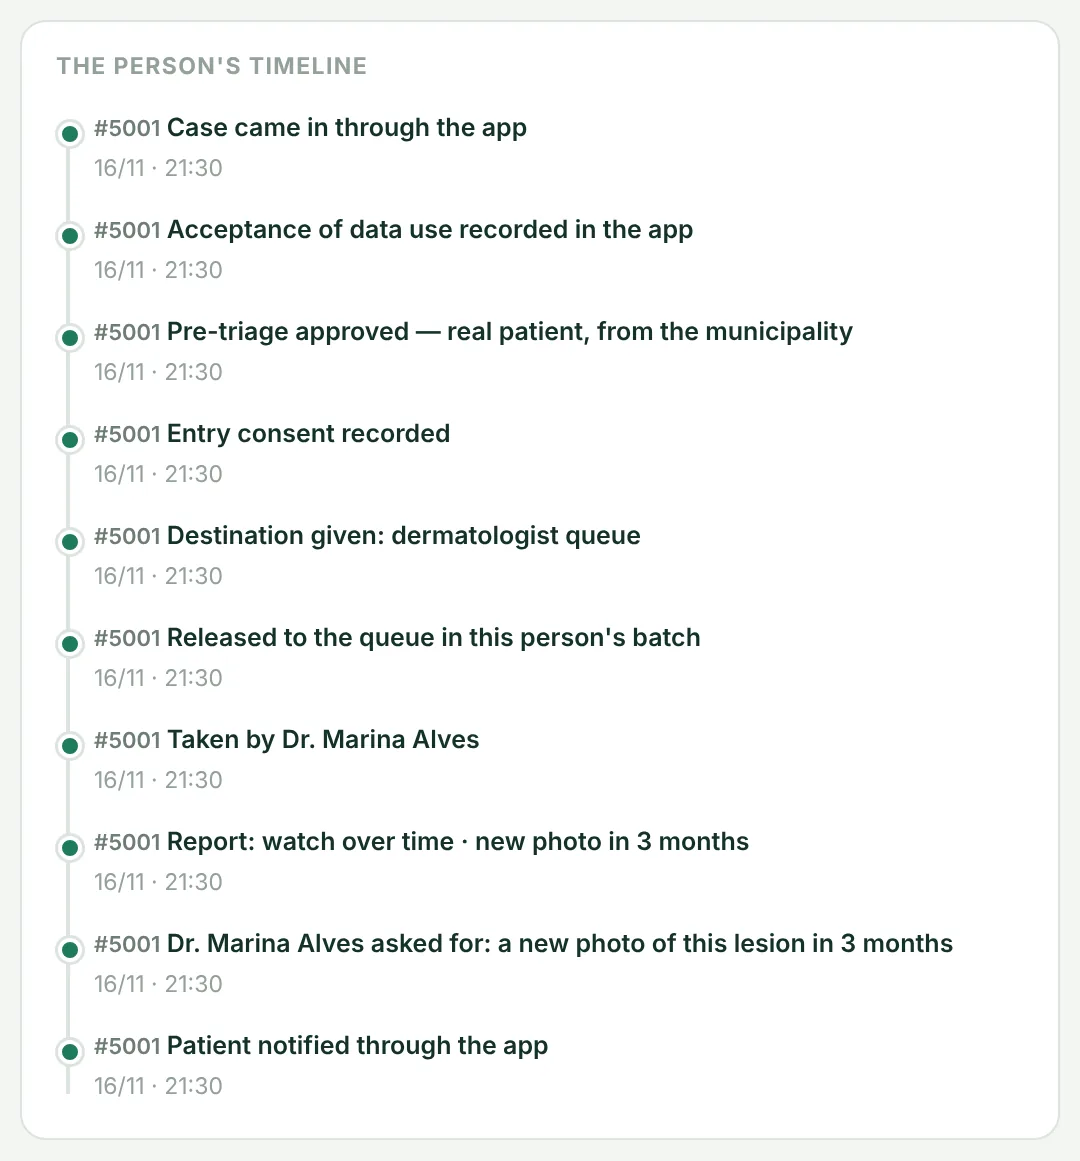 THE PERSON'S TIMELINE
#5001 Case came in through the app
16/11 · 21:30
#5001 Acceptance of data use recorded in the app
16/11 · 21:30
#5001 Pre-triage approved — real patient, from the municipality
16/11 · 21:30
#5001 Entry consent recorded
16/11 · 21:30
#5001 Destination given: dermatologist queue
16/11 · 21:30
#5001 Released to the queue in this person's batch
16/11 · 21:30
#5001 Taken by Dr. Marina Alves
16/11 · 21:30
#5001 Report: watch over time · new photo in 3 months
16/11 · 21:30
#5001 Dr. Marina Alves asked for: a new photo of this lesion in 3 months
16/11 · 21:30
#5001 Patient notified through the app
16/11 · 21:30